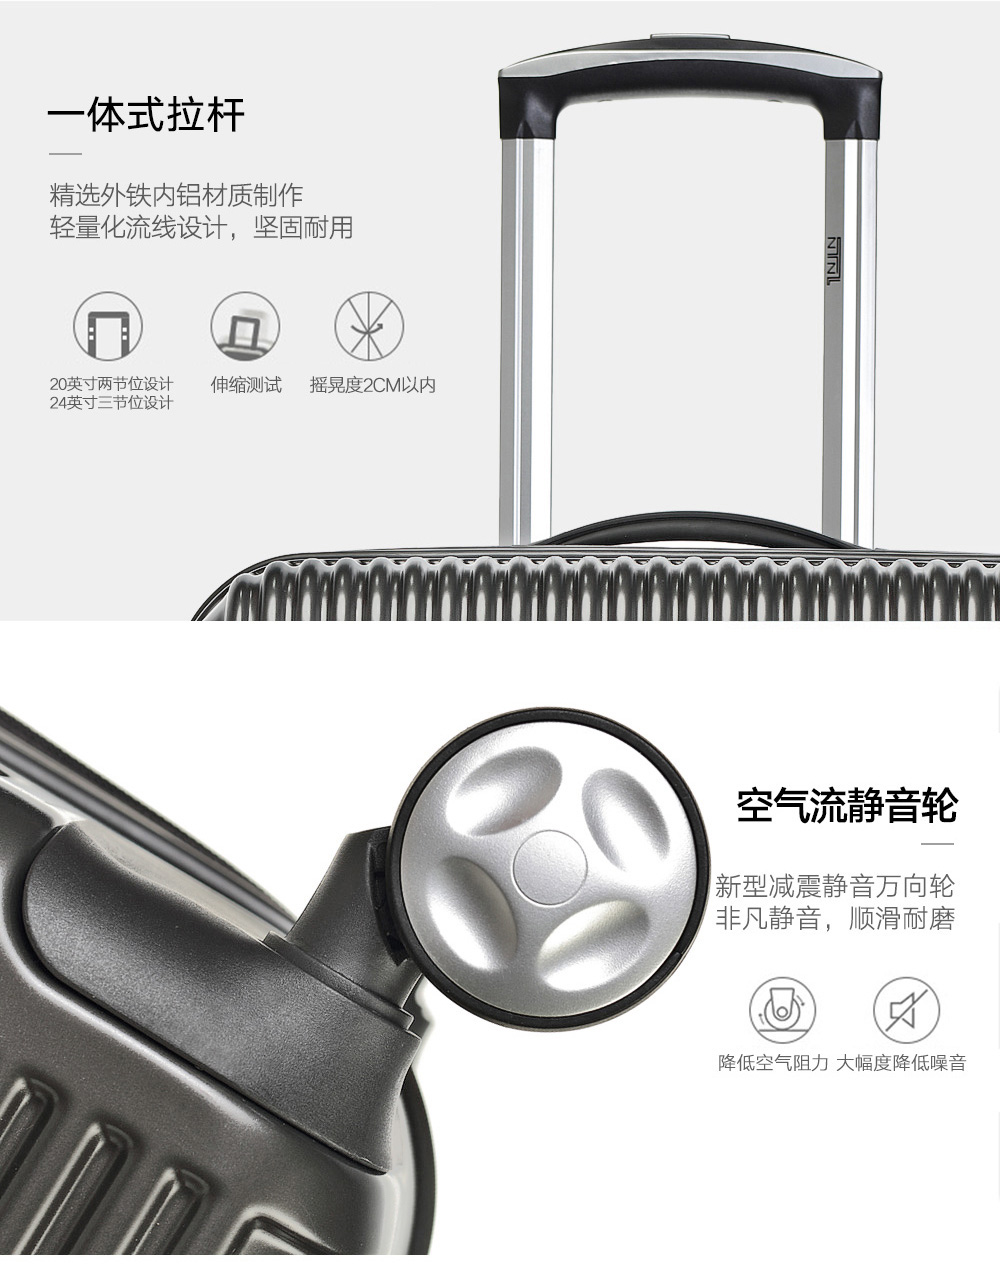 一体式拉杆
精选外铁内铝材质制作
轻量化流线设计，坚固耐用
20英寸两节位设计
24英寸三节位设计
伸缩测试
摇晃度2CM以内
空气流静音轮
新型减震静音万向轮
非凡静音，顺滑耐磨
降低空气阻力
大幅度降低噪音